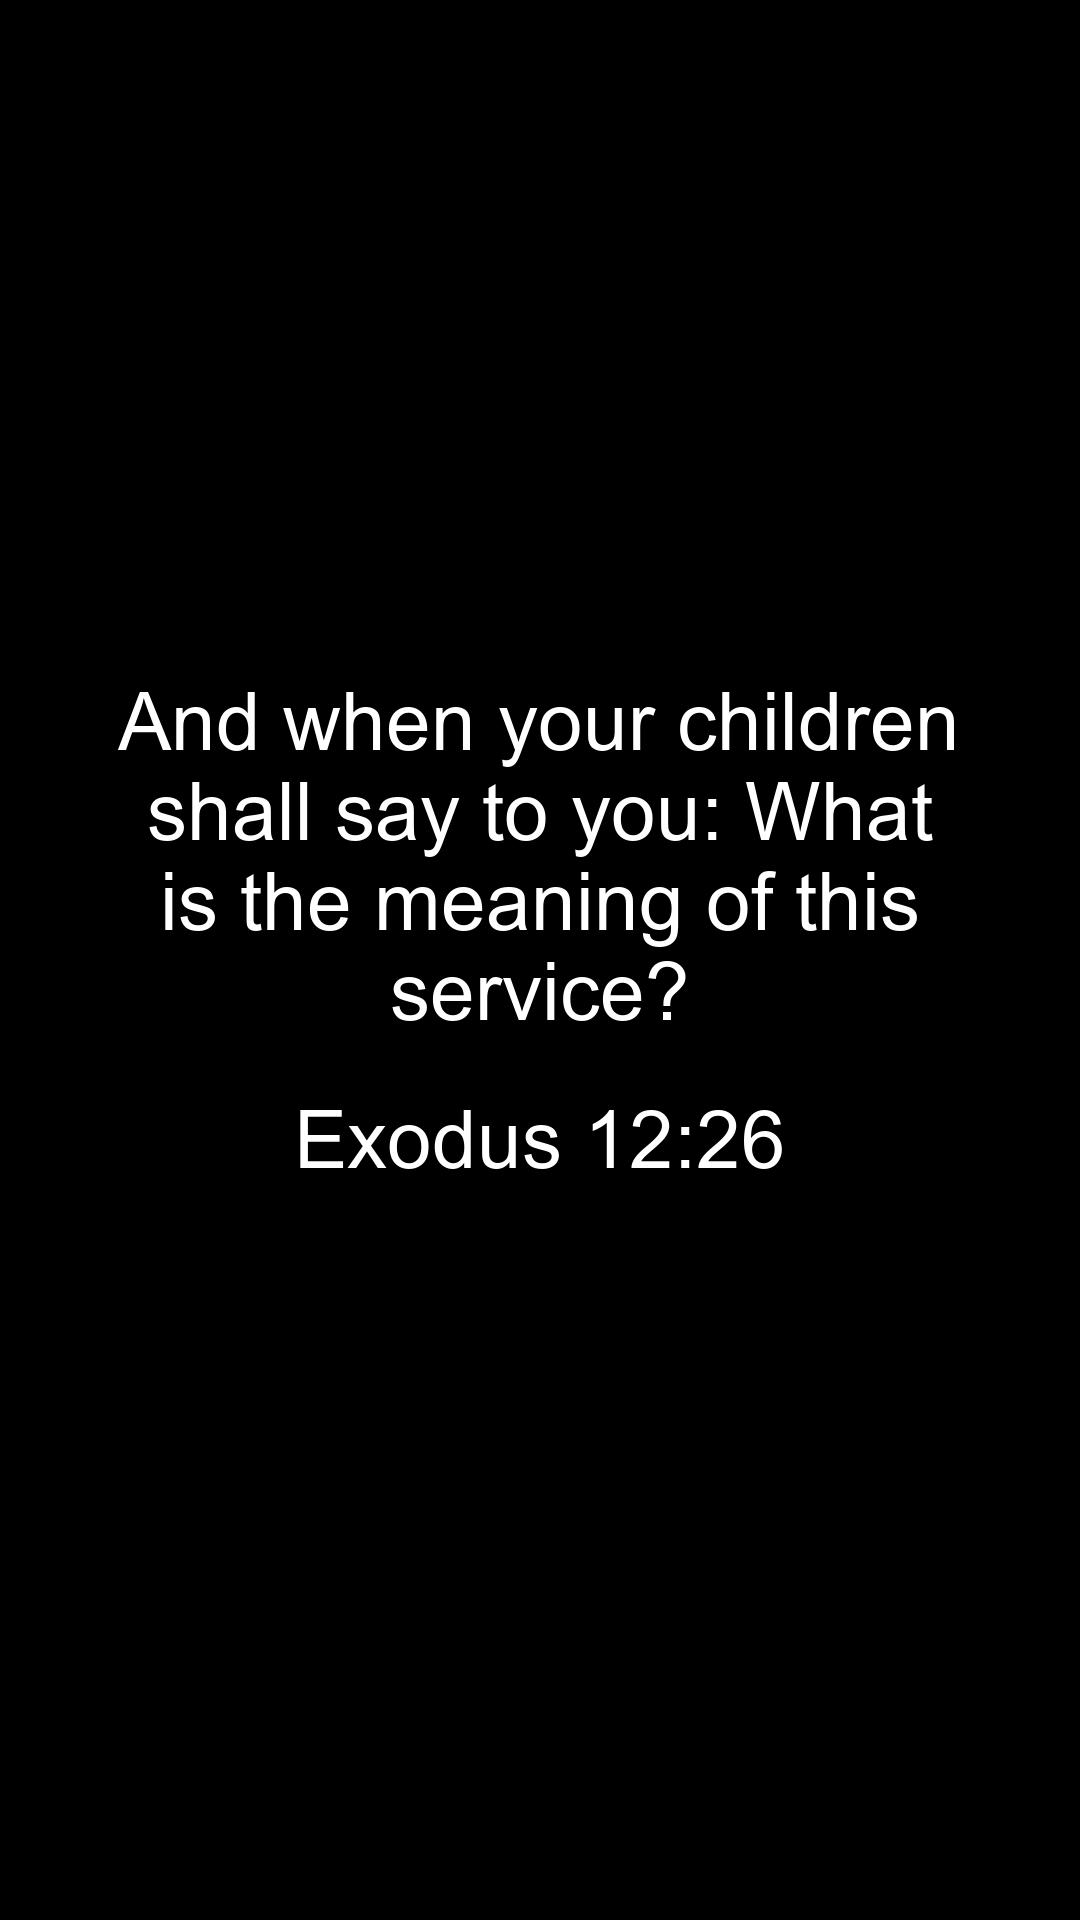 And when your children
shall say to you: What
is the meaning of this
service?
Exodus 12:26